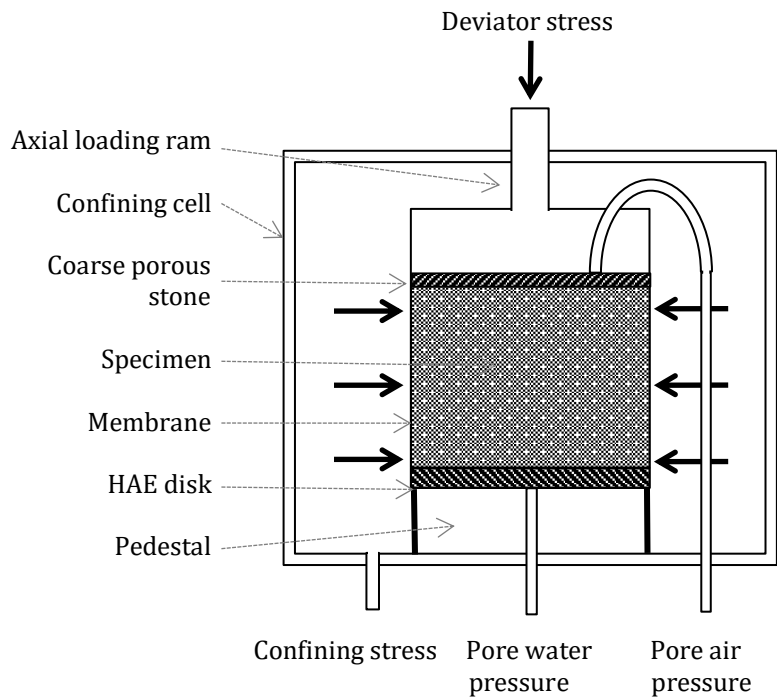 Deviator stress
Axial loading ram
Confining cell
Coarse porous
stone
Specimen
Membrane
HAE disk
Pedestal
Confining stress
Pore water
pressure
Pore air
pressure